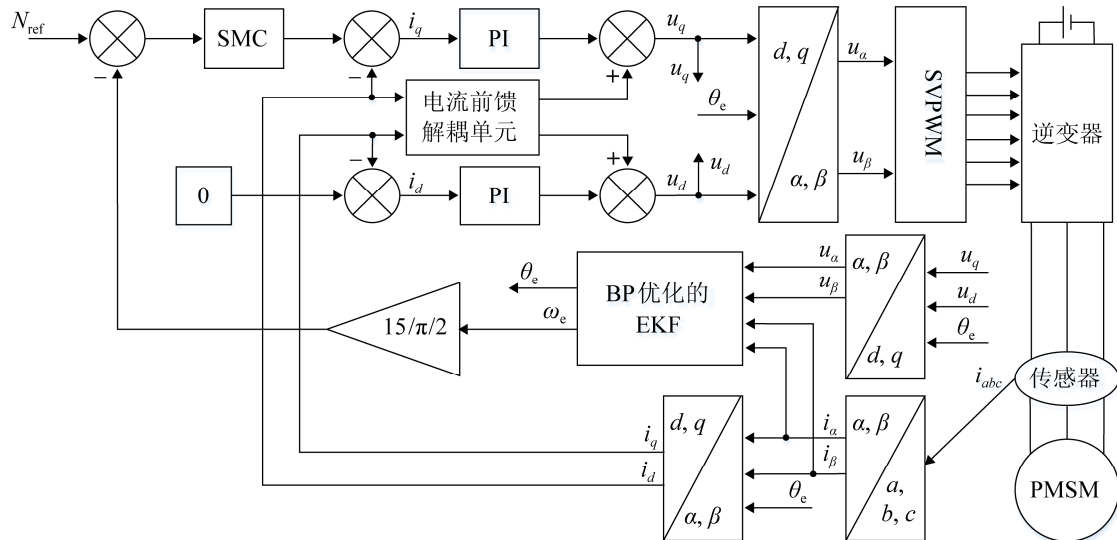 N_ref
SMC
i_q
PI
u_q
u_q
−
−
+
电流前馈
解耦单元
θ_e
d, q
α, β
u_α
u_β
SVPWM
逆变器
0
−
i_d
PI
+
u_d
u_d
15/π/2
θ_e
ω_e
BP优化的
EKF
u_α
u_β
α, β
d, q
u_q
u_d
θ_e
传感器
i_abc
i_q
i_d
d, q
α, β
i_α
i_β
θ_e
α, β
a,
b, c
PMSM